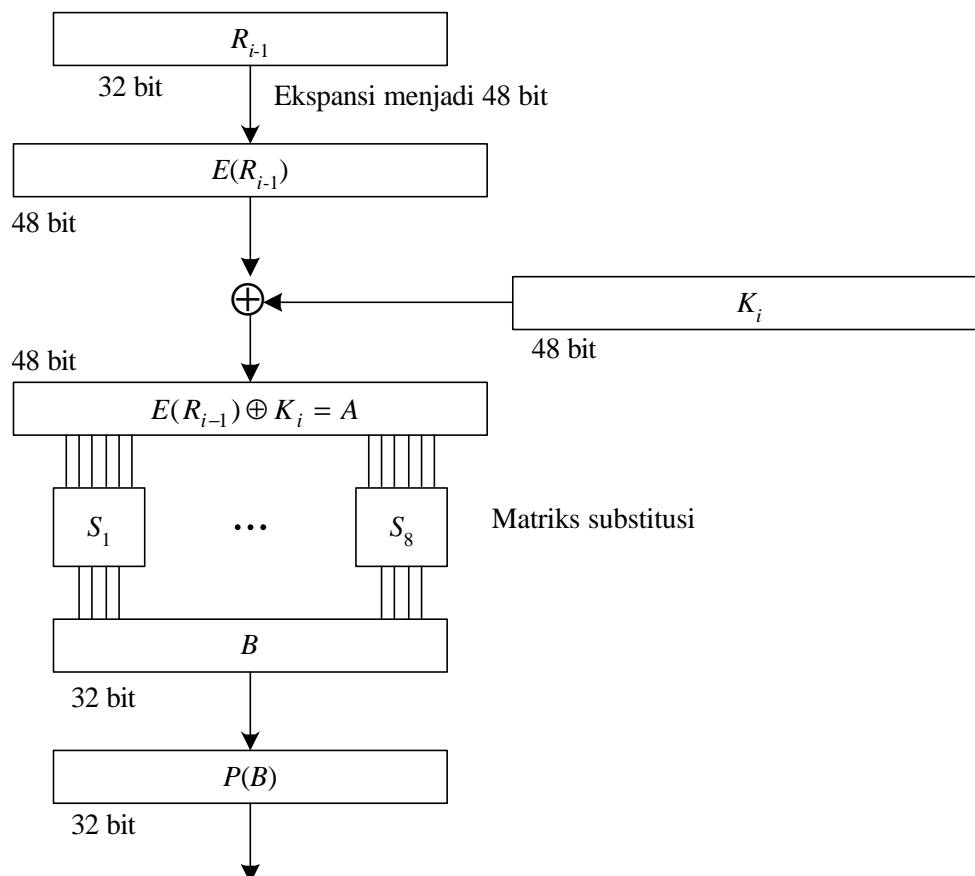 R_{i-1}
32 bit
Ekspansi menjadi 48 bit
E(R_{i-1})
48 bit
⊕
K_i
48 bit
48 bit
E(R_{i−1}) ⊕ K_i = A
S_1
...
S_8
Matriks substitusi
B
32 bit
P(B)
32 bit